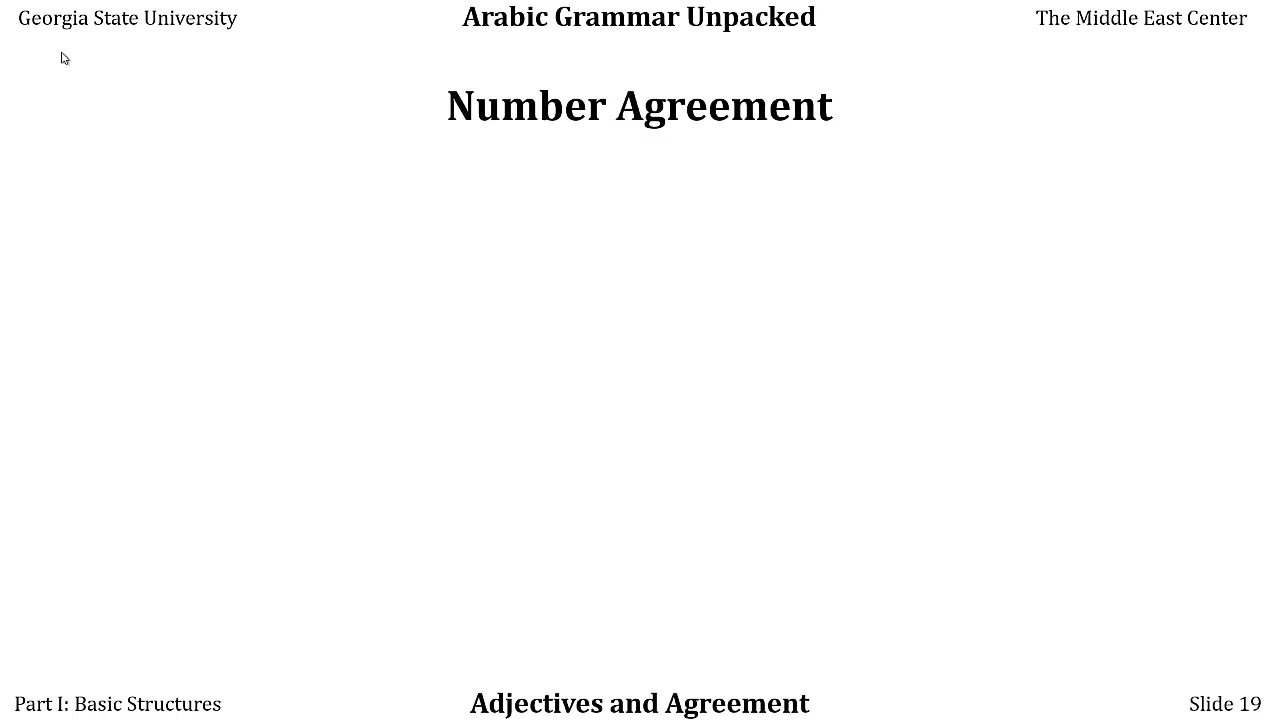 Georgia State University
Arabic Grammar Unpacked
The Middle East Center
Number Agreement
Part I: Basic Structures
Adjectives and Agreement
Slide 19